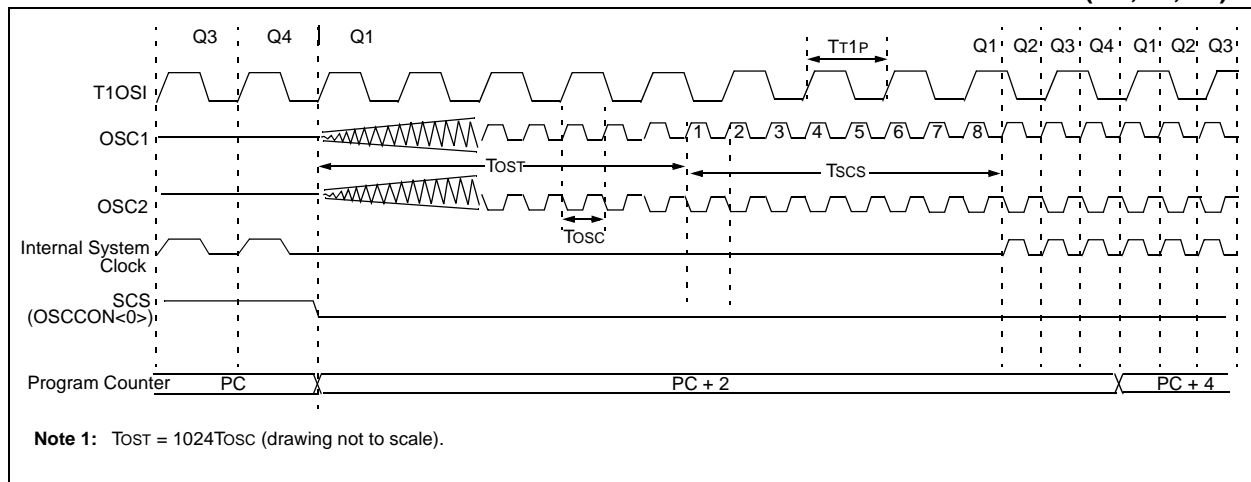 Q3 Q4 Q1 TT1P Q1 Q2 Q3 Q4 Q1 Q2 Q3
T1OSI
OSC1
1 2 3 4 5 6 7 8
TOST TSCS
OSC2
TOSC
Internal System
Clock
SCS
(OSCCON<0>)
Program Counter PC PC + 2 PC + 4
Note 1: TOST = 1024TOSC (drawing not to scale).